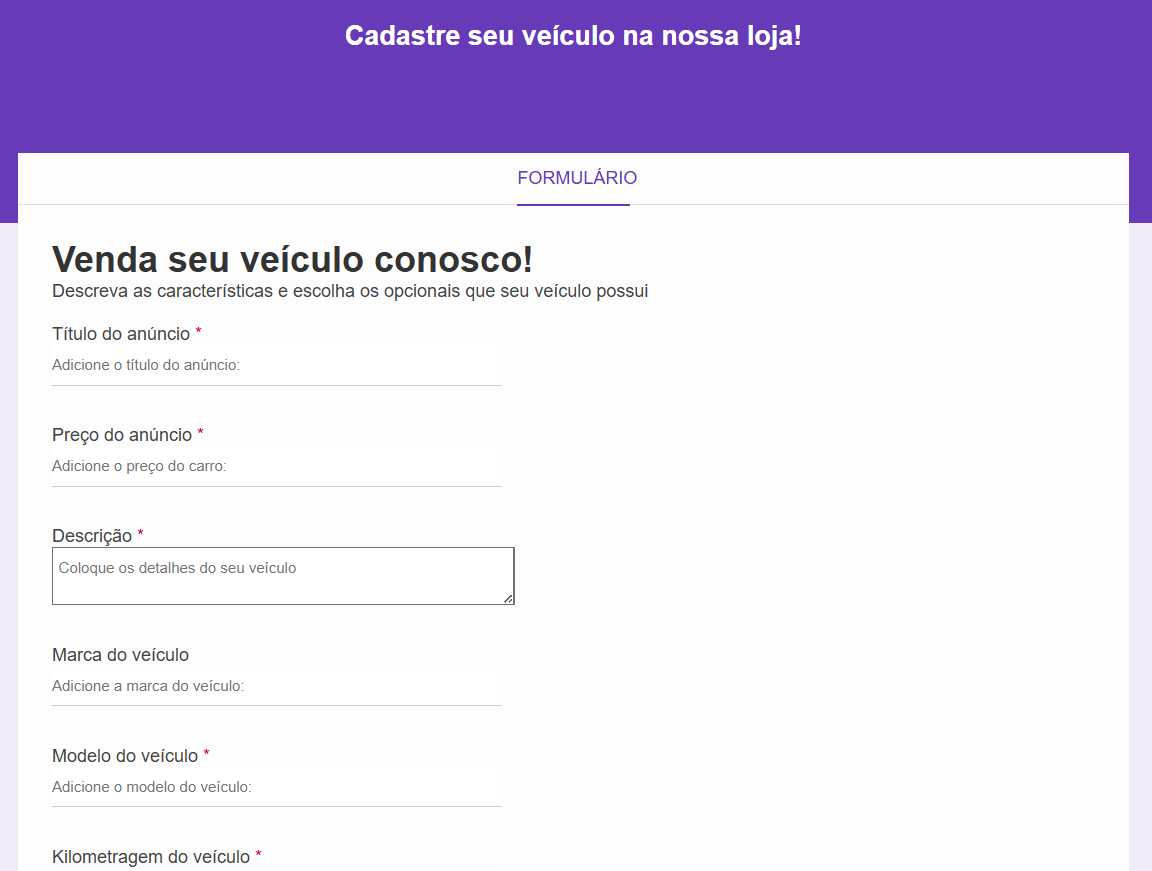 Cadastre seu veículo na nossa loja!
FORMULÁRIO
Venda seu veículo conosco!
Descreva as características e escolha os opcionais que seu veículo possui
Título do anúncio *
Adicione o título do anúncio:
Preço do anúncio *
Adicione o preço do carro:
Descrição *
Coloque os detalhes do seu veículo
Marca do veículo
Adicione a marca do veículo:
Modelo do veículo *
Adicione o modelo do veículo:
Kilometragem do veículo *